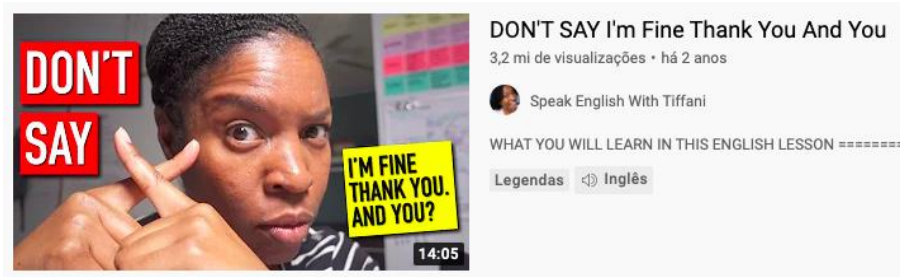 DON'T
SAY
I'M FINE
THANK YOU.
AND YOU?
14:05
DON'T SAY I'm Fine Thank You And You
3,2 mi de visualizações • há 2 anos
Speak English With Tiffani
WHAT YOU WILL LEARN IN THIS ENGLISH LESSON ========
Legendas
Inglês